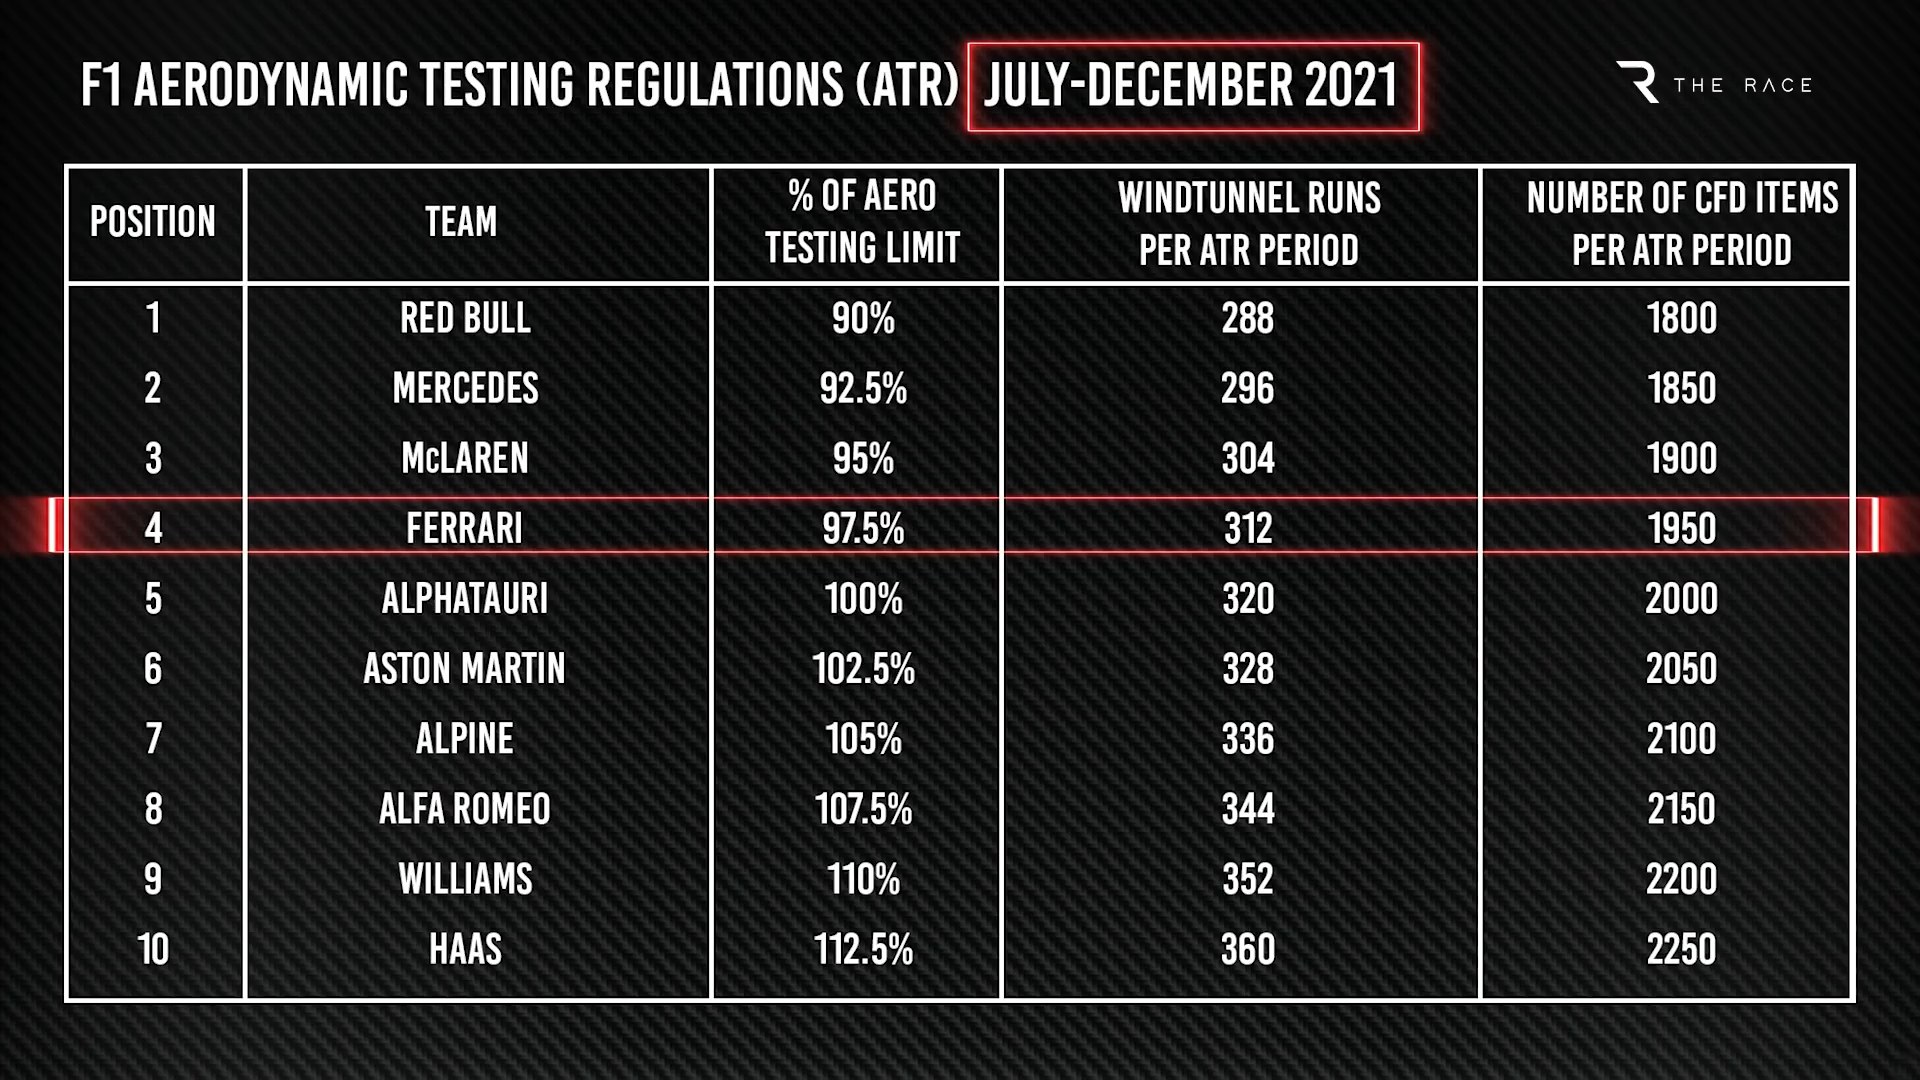 F1 AERODYNAMIC TESTING REGULATIONS (ATR) JULY-DECEMBER 2021
THE RACE
POSITION TEAM % OF AERO TESTING LIMIT WINDTUNNEL RUNS PER ATR PERIOD NUMBER OF CFD ITEMS PER ATR PERIOD
1 RED BULL 90% 288 1800
2 MERCEDES 92.5% 296 1850
3 McLAREN 95% 304 1900
4 FERRARI 97.5% 312 1950
5 ALPHATAURI 100% 320 2000
6 ASTON MARTIN 102.5% 328 2050
7 ALPINE 105% 336 2100
8 ALFA ROMEO 107.5% 344 2150
9 WILLIAMS 110% 352 2200
10 HAAS 112.5% 360 2250